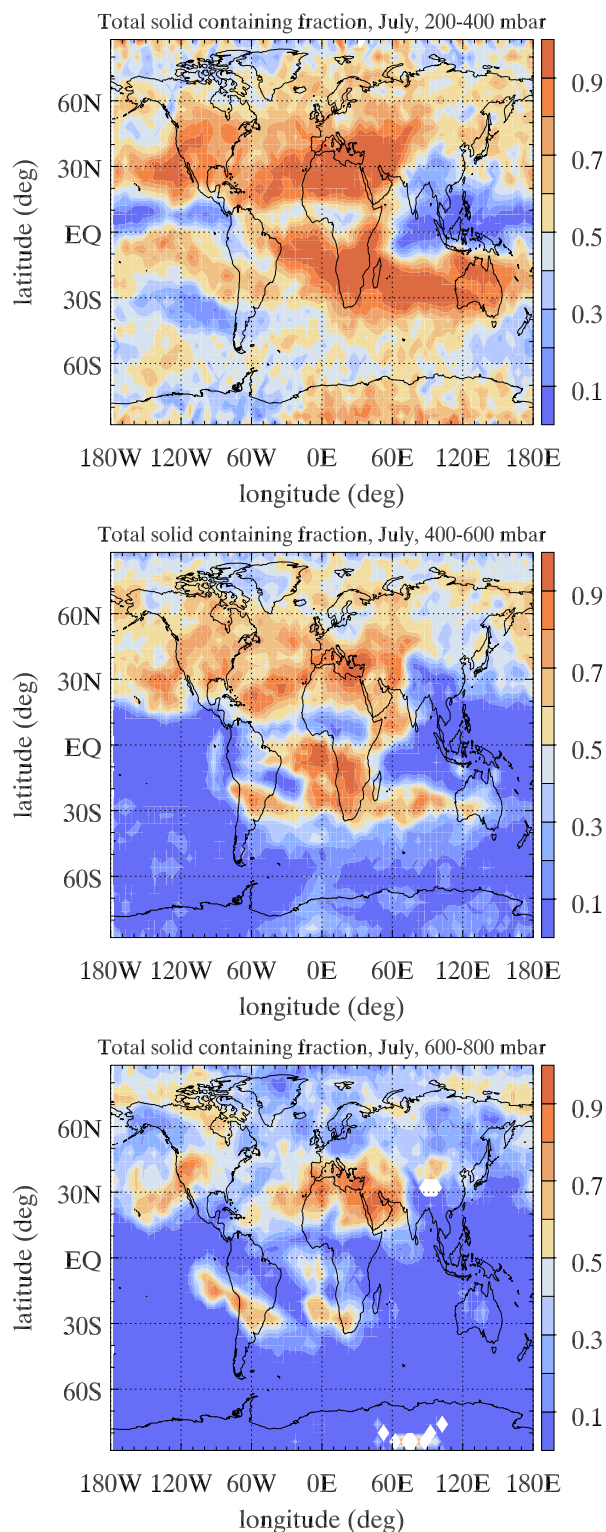 Total solid containing fraction, July, 200-400 mbar
60N
30N
EQ
30S
60S
latitude (deg)
0.9
0.7
0.5
0.3
0.1
180W 120W 60W 0E 60E 120E 180E
longitude (deg)
Total solid containing fraction, July, 400-600 mbar
60N
30N
EQ
30S
60S
latitude (deg)
0.9
0.7
0.5
0.3
0.1
180W 120W 60W 0E 60E 120E 180E
longitude (deg)
Total solid containing fraction, July, 600-800 mbar
60N
30N
EQ
30S
60S
latitude (deg)
0.9
0.7
0.5
0.3
0.1
180W 120W 60W 0E 60E 120E 180E
longitude (deg)